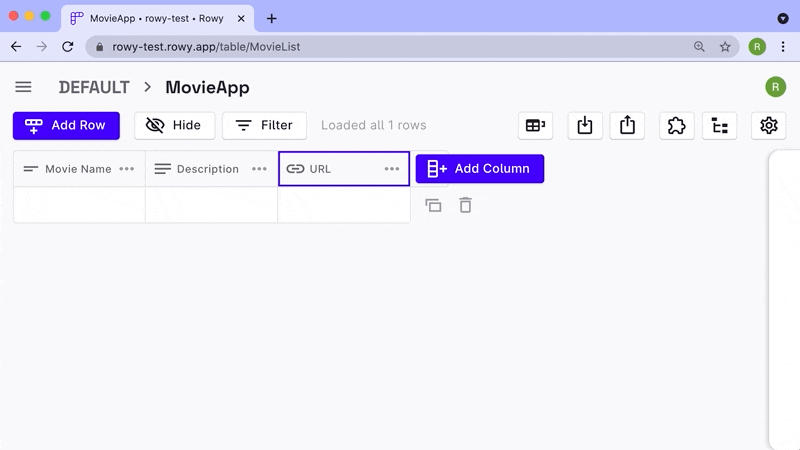 MovieApp • rowy-test • Rowy
rowy-test.rowy.app/table/MovieList
R
DEFAULT > MovieApp
R
Add Row Hide Filter Loaded all 1 rows
Movie Name Description URL Add Column